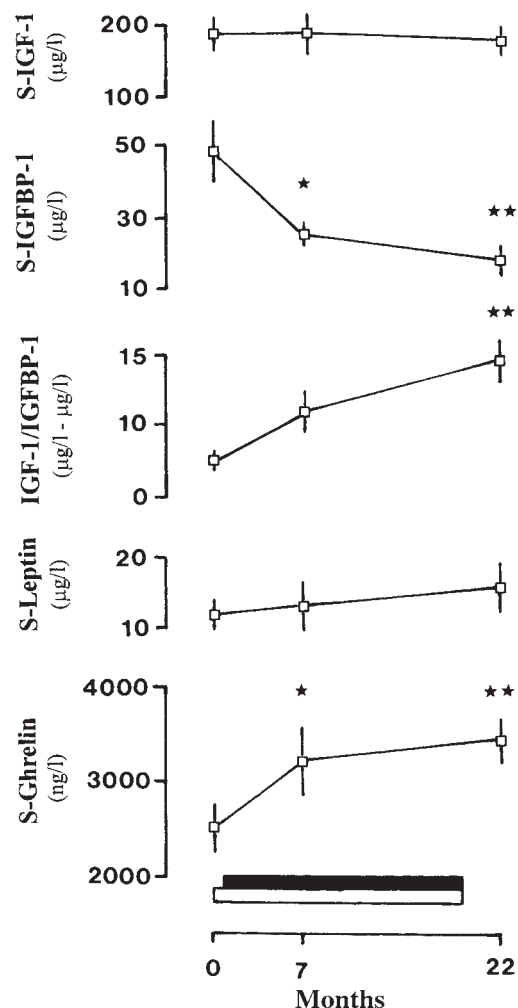 S-IGF-1
(µg/l)
200
100
S-IGFBP-1
(µg/l)
50
30
10
★
★★
IGF-1/IGFBP-1
(µg/l - µg/l)
15
10
0
★★
S-Leptin
(µg/l)
20
10
S-Ghrelin
(ng/l)
4000
3000
2000
★
★★
0 7 22
Months